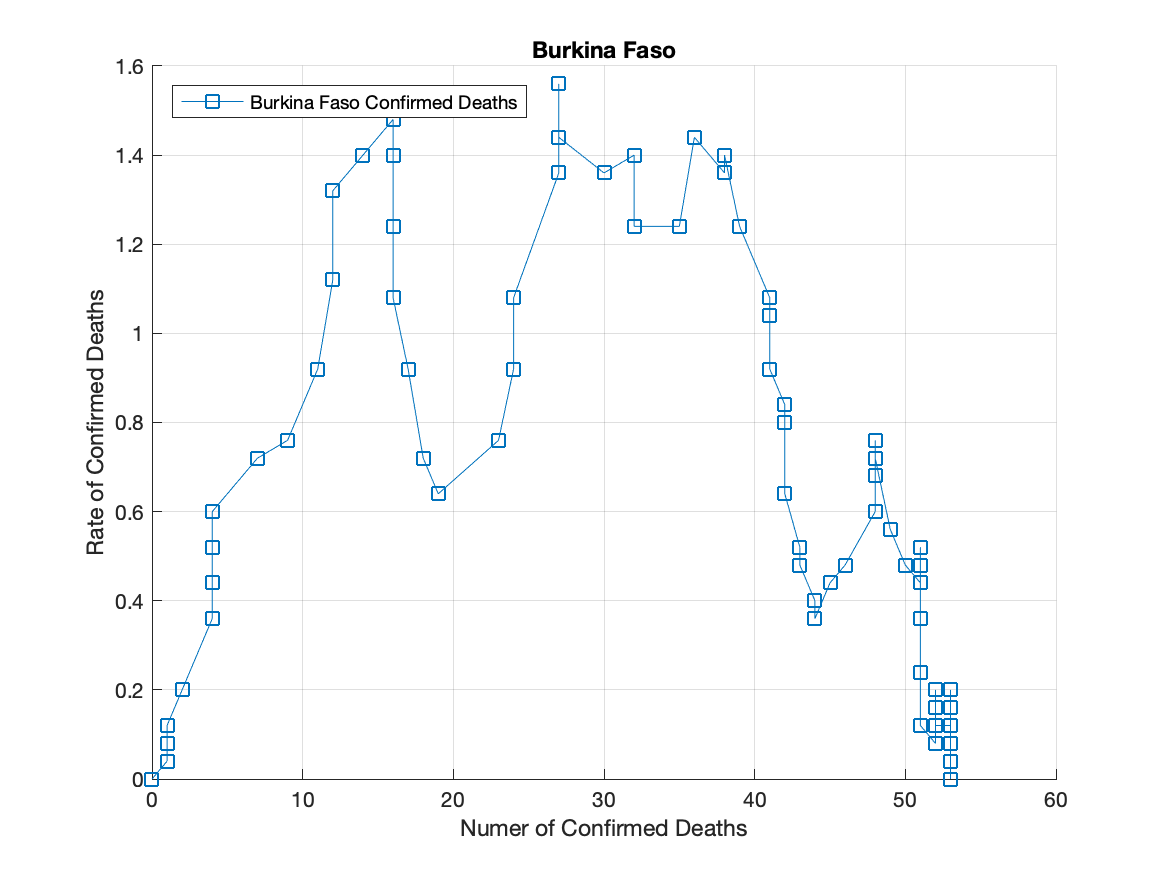 Burkina Faso
1.6
Burkina Faso Confirmed Deaths
1.4
1.2
1
0.8
0.6
0.4
0.2
0
Rate of Confirmed Deaths
0 10 20 30 40 50 60
Numer of Confirmed Deaths